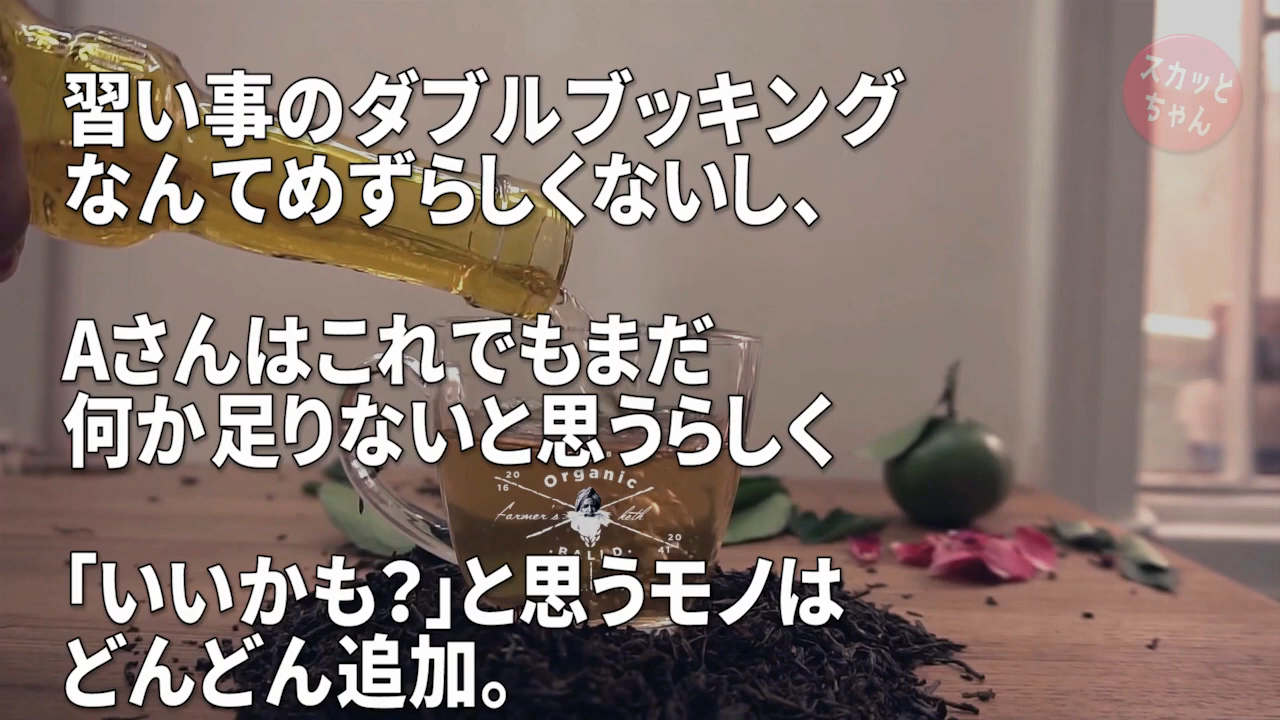 スカッと
ちゃん
習い事のダブルブッキング
なんてめずらしくないし、
Aさんはこれでもまだ
何か足りないと思うらしく
Organic
20
16
farmer's
keth
BALID
20
41
「いいかも？」と思うモノは
どんどん追加。